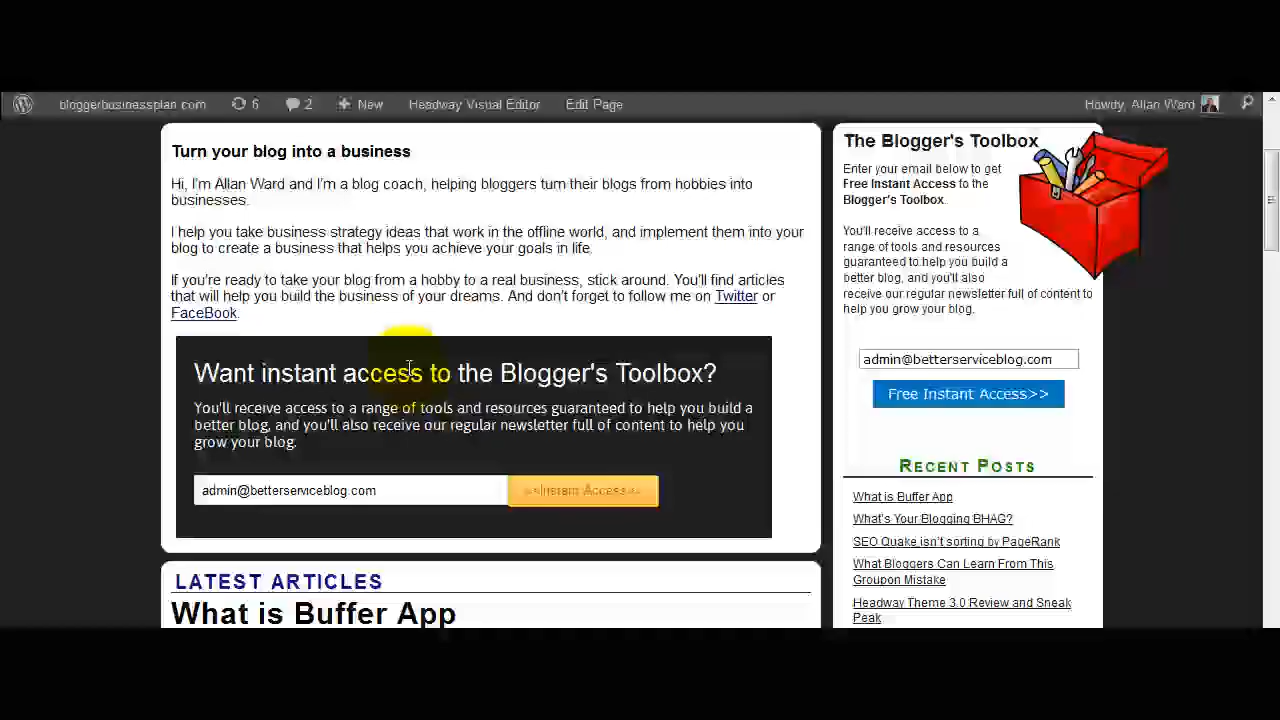 bloggerbusinessplan.com 6 2 New Headway Visual Editor Edit Page Howdy, Allan Ward
Turn your blog into a business
Hi, I'm Allan Ward and I'm a blog coach, helping bloggers turn their blogs from hobbies into
businesses.
I help you take business strategy ideas that work in the offline world, and implement them into your
blog to create a business that helps you achieve your goals in life.
If you're ready to take your blog from a hobby to a real business, stick around. You'll find articles
that will help you build the business of your dreams. And don't forget to follow me on Twitter or
FaceBook.
Want instant access to the Blogger's Toolbox?
You'll receive access to a range of tools and resources guaranteed to help you build a
better blog, and you'll also receive our regular newsletter full of content to help you
grow your blog.
admin@betterserviceblog.com >>Instant Access<<
LATEST ARTICLES
What is Buffer App
The Blogger's Toolbox
Enter your email below to get
Free Instant Access to the
Blogger's Toolbox.
You'll receive access to a
range of tools and resources
guaranteed to help you build a
better blog, and you'll also
receive our regular newsletter full of content to
help you grow your blog.
admin@betterserviceblog.com
Free Instant Access>>
RECENT POSTS
What is Buffer App
What's Your Blogging BHAG?
SEO Quake isn't sorting by PageRank
What Bloggers Can Learn From This
Groupon Mistake
Headway Theme 3.0 Review and Sneak
Peak